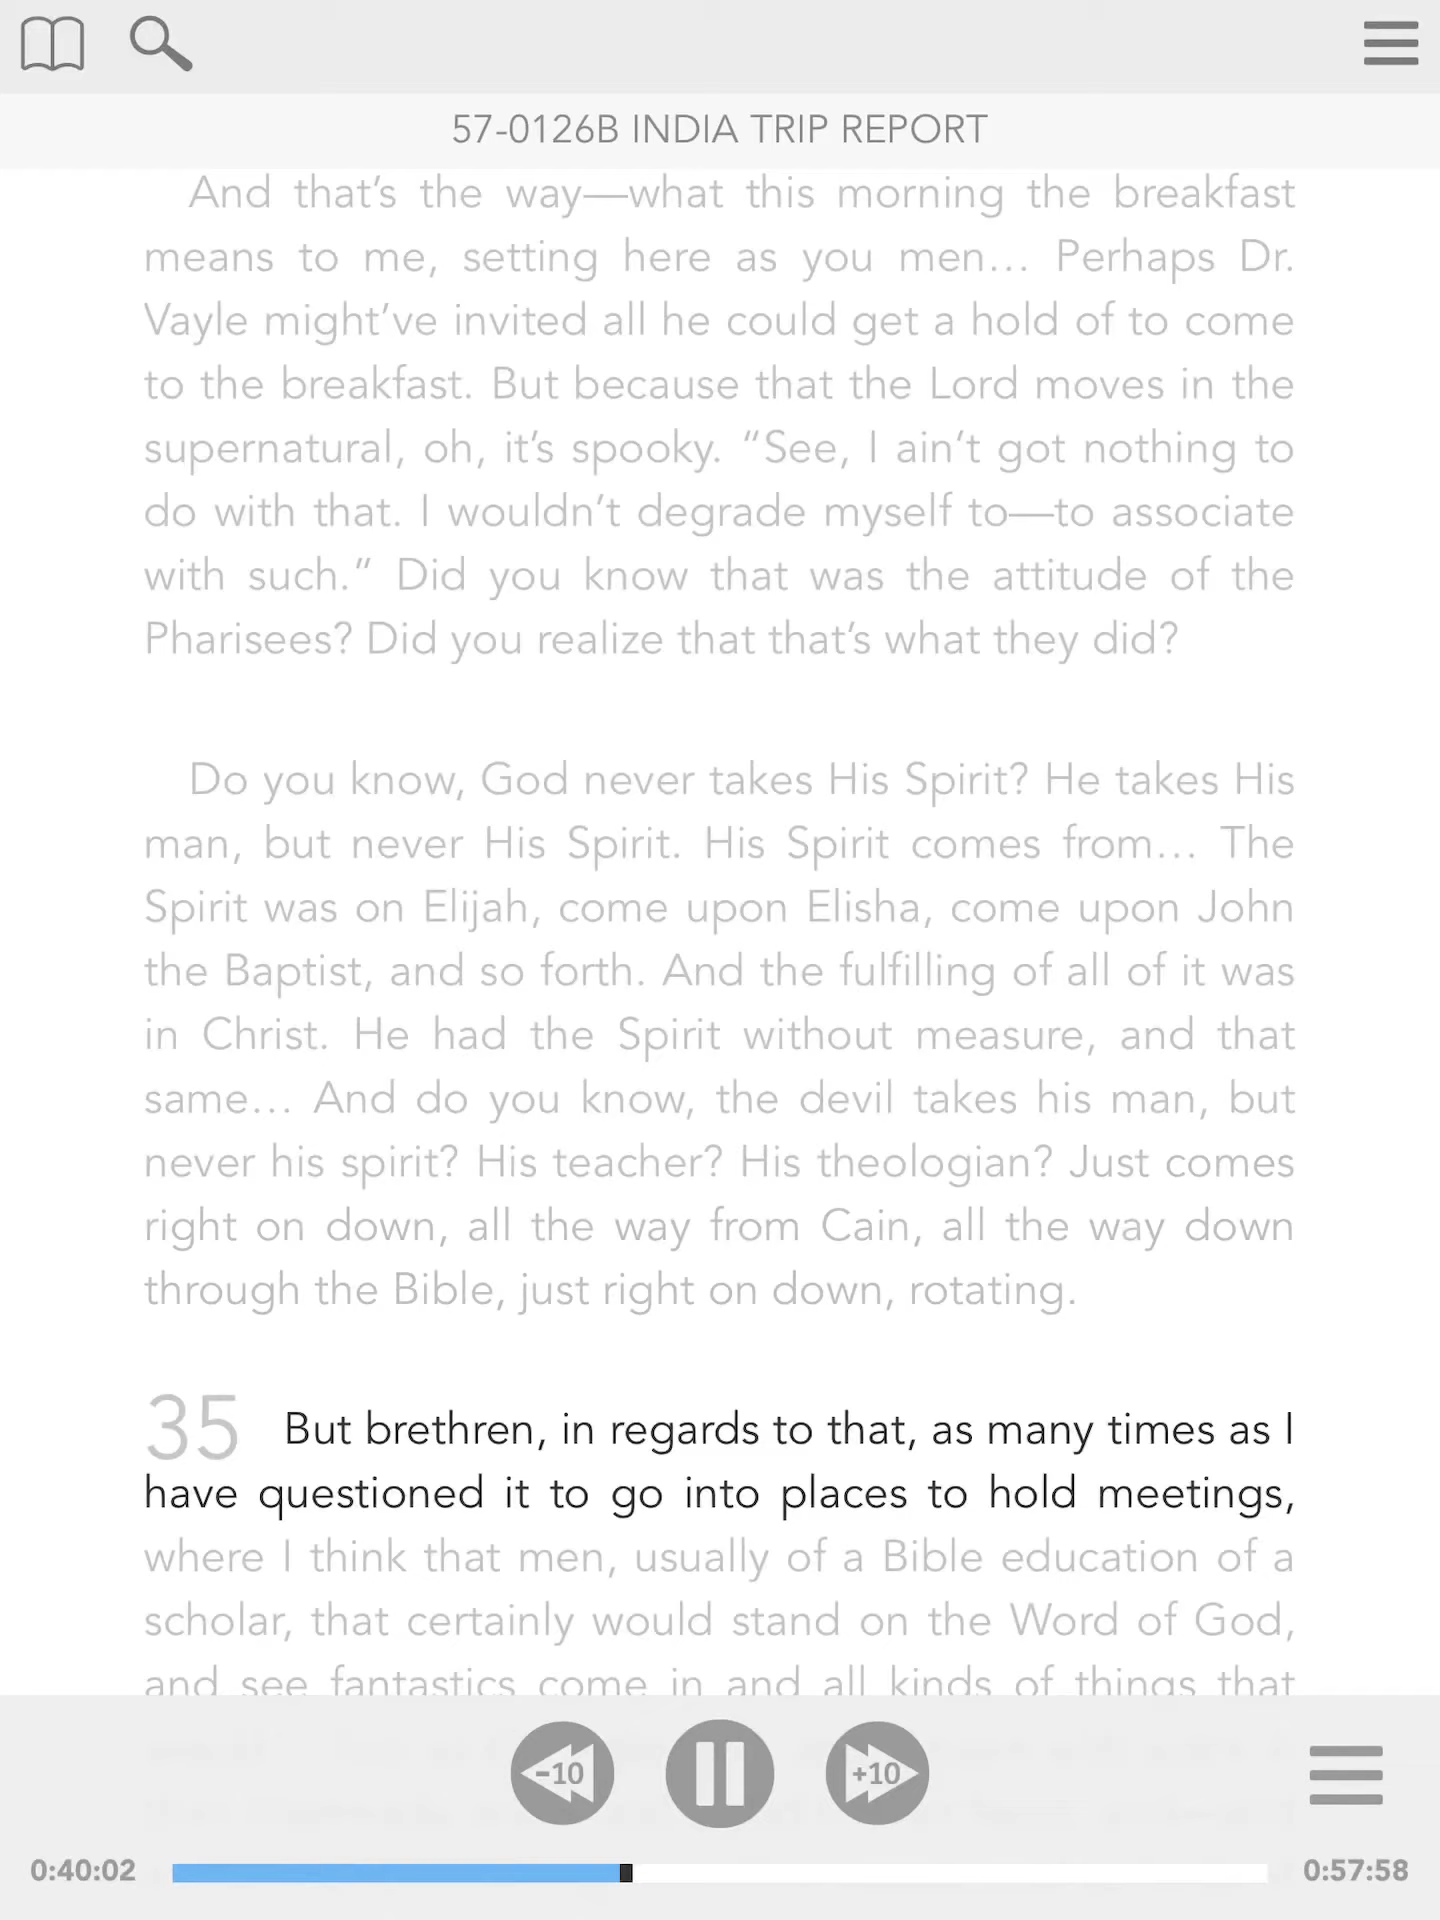 57-0126B INDIA TRIP REPORT
And that’s the way—what this morning the breakfast
means to me, setting here as you men… Perhaps Dr.
Vayle might’ve invited all he could get a hold of to come
to the breakfast. But because that the Lord moves in the
supernatural, oh, it’s spooky. “See, I ain’t got nothing to
do with that. I wouldn’t degrade myself to—to associate
with such.” Did you know that was the attitude of the
Pharisees? Did you realize that that’s what they did?
Do you know, God never takes His Spirit? He takes His
man, but never His Spirit. His Spirit comes from… The
Spirit was on Elijah, come upon Elisha, come upon John
the Baptist, and so forth. And the fulfilling of all of it was
in Christ. He had the Spirit without measure, and that
same… And do you know, the devil takes his man, but
never his spirit? His teacher? His theologian? Just comes
right on down, all the way from Cain, all the way down
through the Bible, just right on down, rotating.
35 But brethren, in regards to that, as many times as I
have questioned it to go into places to hold meetings,
where I think that men, usually of a Bible education of a
scholar, that certainly would stand on the Word of God,
and see fantastics come in and all kinds of things that
-10 +10
0:40:02 0:57:58